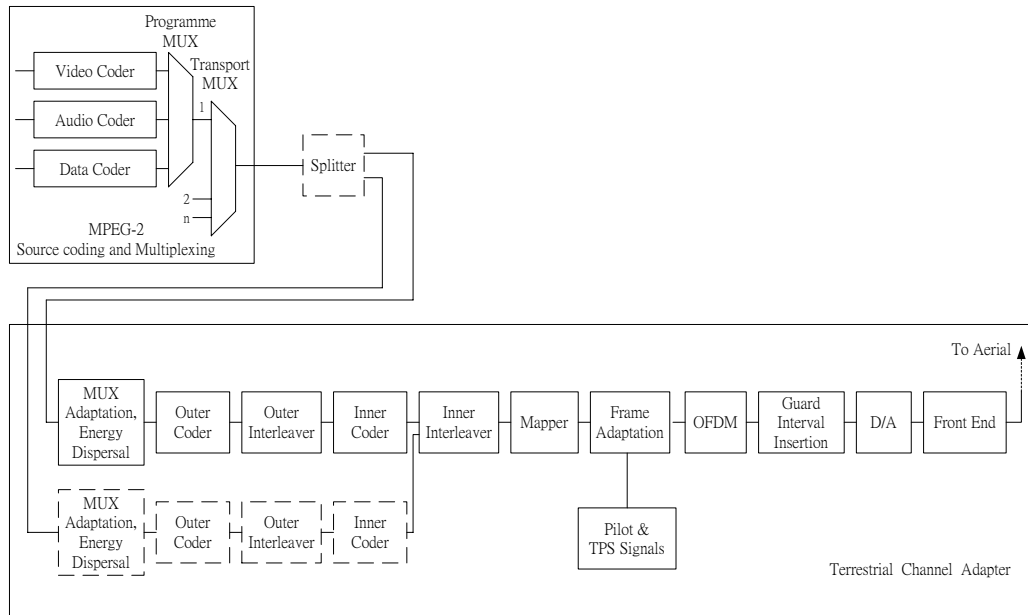 Programme
MUX
Video Coder
Transport
MUX
1
Audio Coder
Data Coder
2
n
MPEG-2
Source coding and Multiplexing
Splitter
To Aerial
MUX
Adaptation,
Energy
Dispersal
Outer
Coder
Outer
Interleaver
Inner
Coder
Inner
Interleaver
Mapper
Frame
Adaptation
OFDM
Guard
Interval
Insertion
D/A
Front End
MUX
Adaptation,
Energy
Dispersal
Outer
Coder
Outer
Interleaver
Inner
Coder
Pilot &
TPS Signals
Terrestrial Channel Adapter